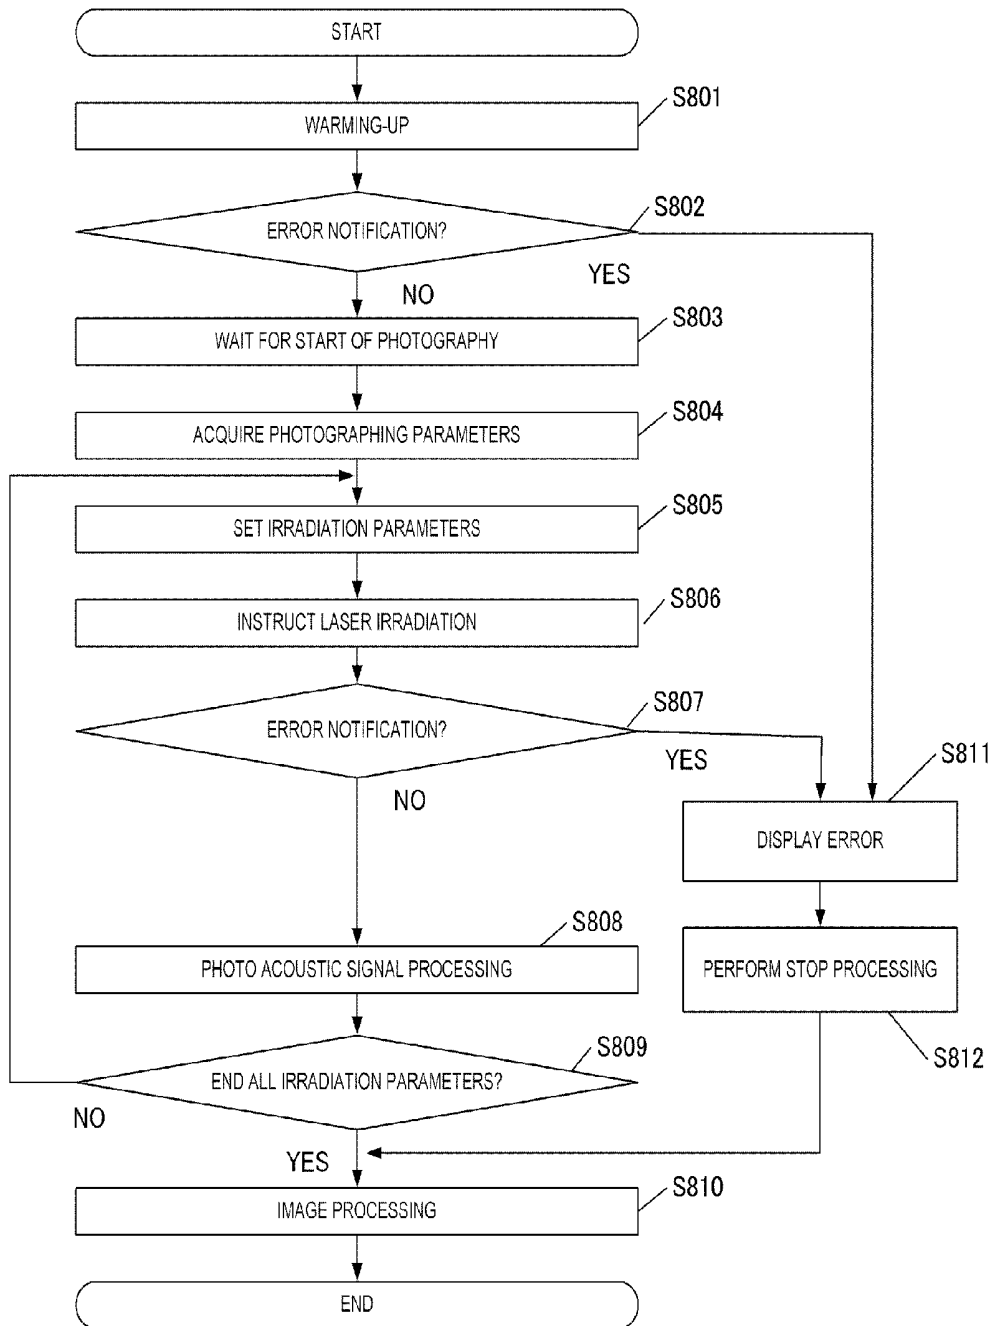 START
S801
WARMING-UP
S802
ERROR NOTIFICATION?
YES
NO
S803
WAIT FOR START OF PHOTOGRAPHY
S804
ACQUIRE PHOTOGRAPHING PARAMETERS
S805
SET IRRADIATION PARAMETERS
S806
INSTRUCT LASER IRRADIATION
S807
ERROR NOTIFICATION?
YES
NO
S811
DISPLAY ERROR
S808
PHOTO ACOUSTIC SIGNAL PROCESSING
PERFORM STOP PROCESSING
S812
S809
END ALL IRRADIATION PARAMETERS?
NO
YES
S810
IMAGE PROCESSING
END